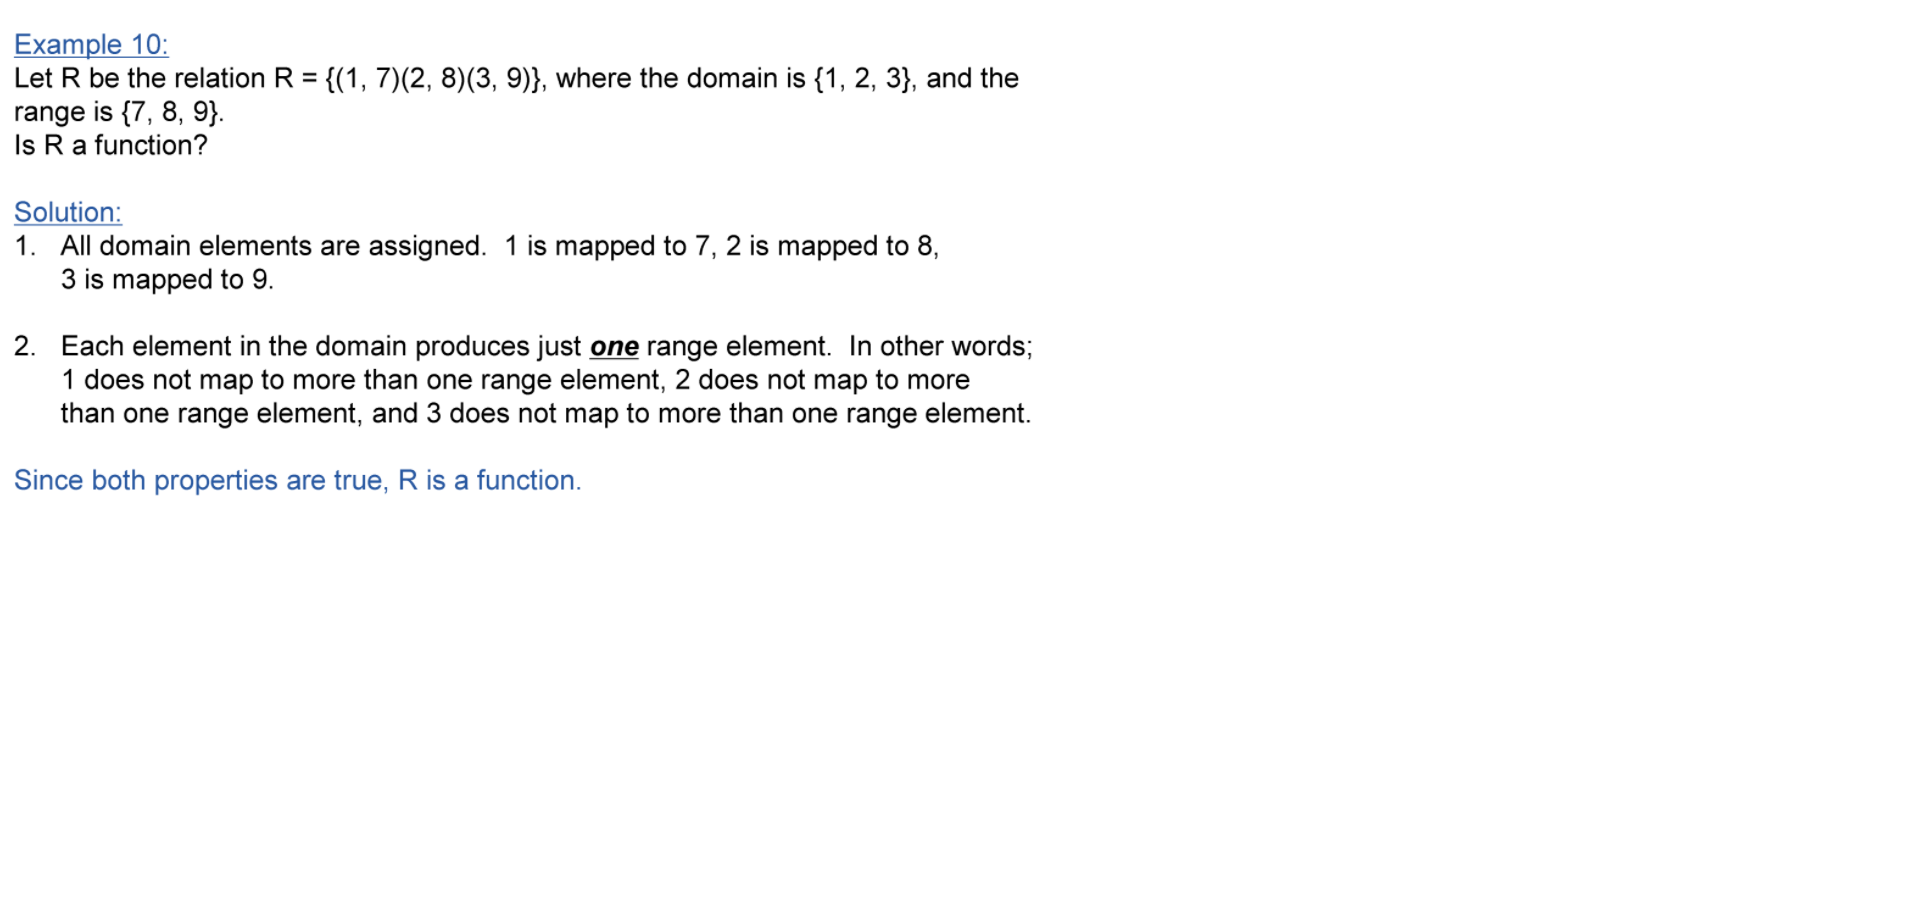 Example 10:
Let R be the relation R = {(1, 7)(2, 8)(3, 9)}, where the domain is {1, 2, 3}, and the
range is {7, 8, 9}.
Is R a function?
Solution:
1. All domain elements are assigned. 1 is mapped to 7, 2 is mapped to 8,
3 is mapped to 9.
2. Each element in the domain produces just one range element. In other words;
1 does not map to more than one range element, 2 does not map to more
than one range element, and 3 does not map to more than one range element.
Since both properties are true, R is a function.